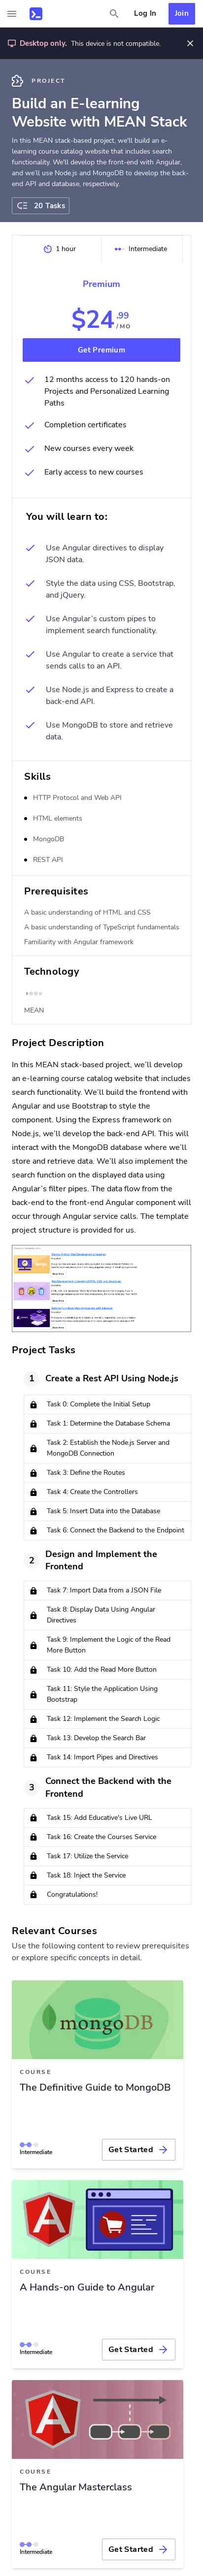 Log In
Join
Desktop only. This device is not compatible.
PROJECT
Build an E-learning
Website with MEAN Stack
In this MEAN stack-based project, we'll build an e-
learning course catalog website that includes search
functionality. We'll develop the front-end with Angular,
and we'll use Node.js and MongoDB to develop the back-
end API and database, respectively.
20 Tasks
1 hour
Intermediate
Premium
$24.99
/ MO
Get Premium
12 months access to 120 hands-on
Projects and Personalized Learning
Paths
Completion certificates
New courses every week
Early access to new courses
You will learn to:
Use Angular directives to display
JSON data.
Style the data using CSS, Bootstrap,
and jQuery.
Use Angular's custom pipes to
implement search functionality.
Use Angular to create a service that
sends calls to an API.
Use Node.js and Express to create a
back-end API.
Use MongoDB to store and retrieve
data.
Skills
HTTP Protocol and Web API
HTML elements
MongoDB
REST API
Prerequisites
A basic understanding of HTML and CSS
A basic understanding of TypeScript fundamentals
Familiarity with Angular framework
Technology
MEAN
Project Description
In this MEAN stack-based project, we'll develop
an e-learning course catalog website that includes
search functionality. We'll build the frontend with
Angular and use Bootstrap to style the
component. Using the Express framework on
Node.js, we'll develop the back-end API. This will
interact with the MongoDB database where we'll
store and retrieve data. We'll also implement the
search function on the displayed data using
Angular's filter pipes. The data flow from the
back-end to the front-end Angular component will
occur through Angular service calls. The template
project structure is provided for us.
Project Tasks
1 Create a Rest API Using Node.js
Task 0: Complete the Initial Setup
Task 1: Determine the Database Schema
Task 2: Establish the Node.js Server and
MongoDB Connection
Task 3: Define the Routes
Task 4: Create the Controllers
Task 5: Insert Data into the Database
Task 6: Connect the Backend to the Endpoint
2 Design and Implement the
Frontend
Task 7: Import Data from a JSON File
Task 8: Display Data Using Angular
Directives
Task 9: Implement the Logic of the Read
More Button
Task 10: Add the Read More Button
Task 11: Style the Application Using
Bootstrap
Task 12: Implement the Search Logic
Task 13: Develop the Search Bar
Task 14: Import Pipes and Directives
3 Connect the Backend with the
Frontend
Task 15: Add Educative's Live URL
Task 16: Create the Courses Service
Task 17: Utilize the Service
Task 18: Inject the Service
Congratulations!
Relevant Courses
Use the following content to review prerequisites
or explore specific concepts in detail.
mongoDB
COURSE
The Definitive Guide to MongoDB
Intermediate
Get Started
COURSE
A Hands-on Guide to Angular
Intermediate
Get Started
COURSE
The Angular Masterclass
Intermediate
Get Started